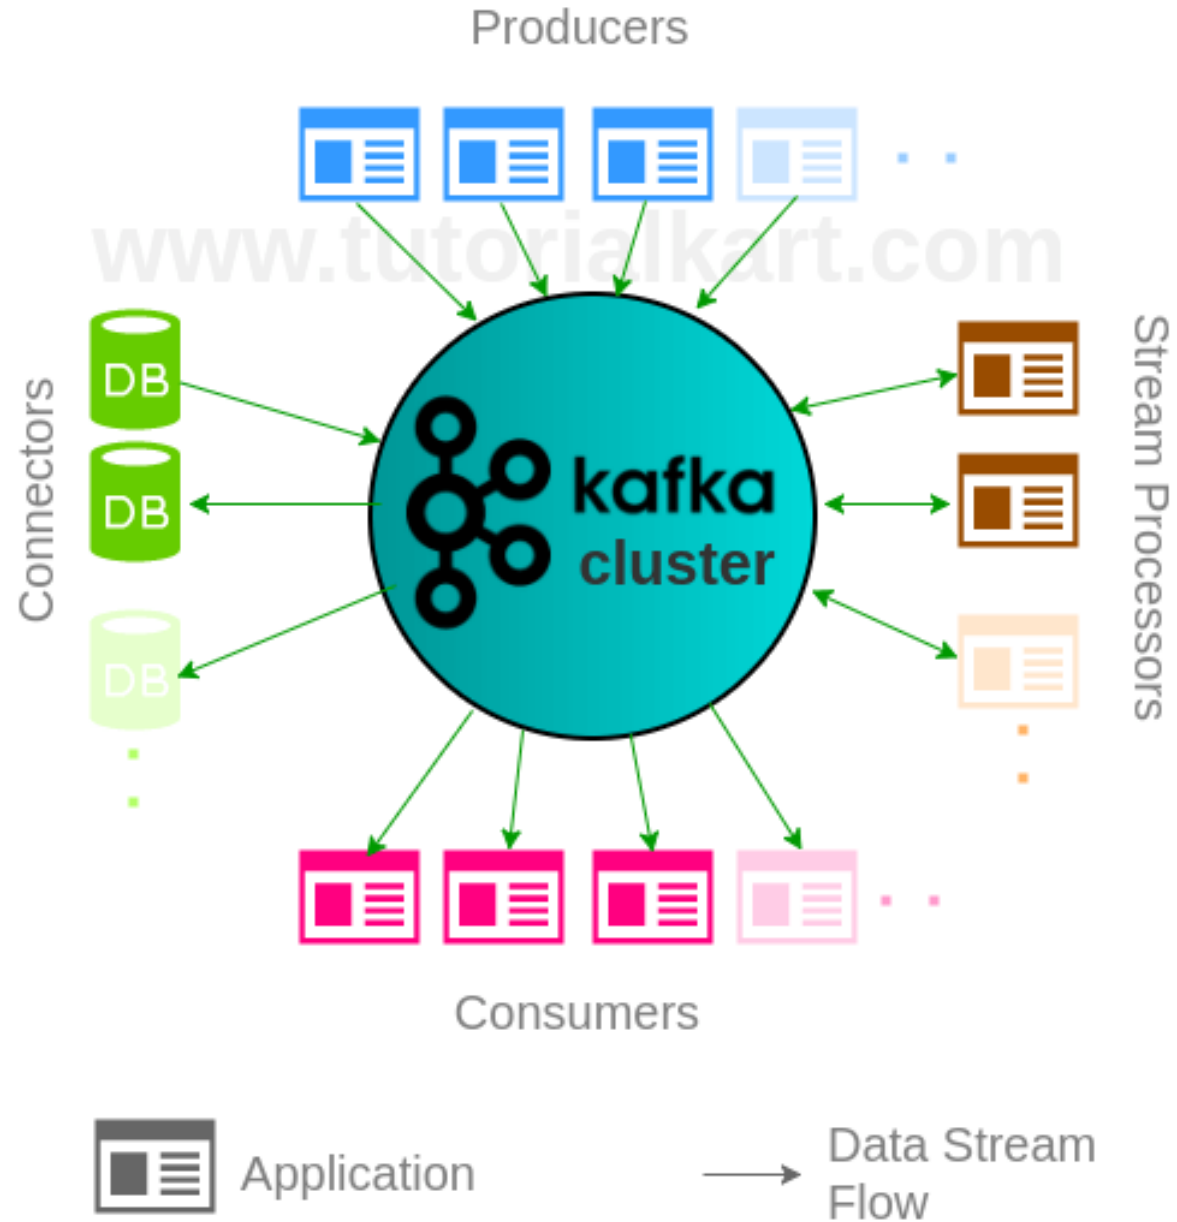 Producers
www.tutorialkart.com
DB
DB
DB
Connectors
kafka
cluster
Stream Processors
Consumers
Application
Data Stream
Flow